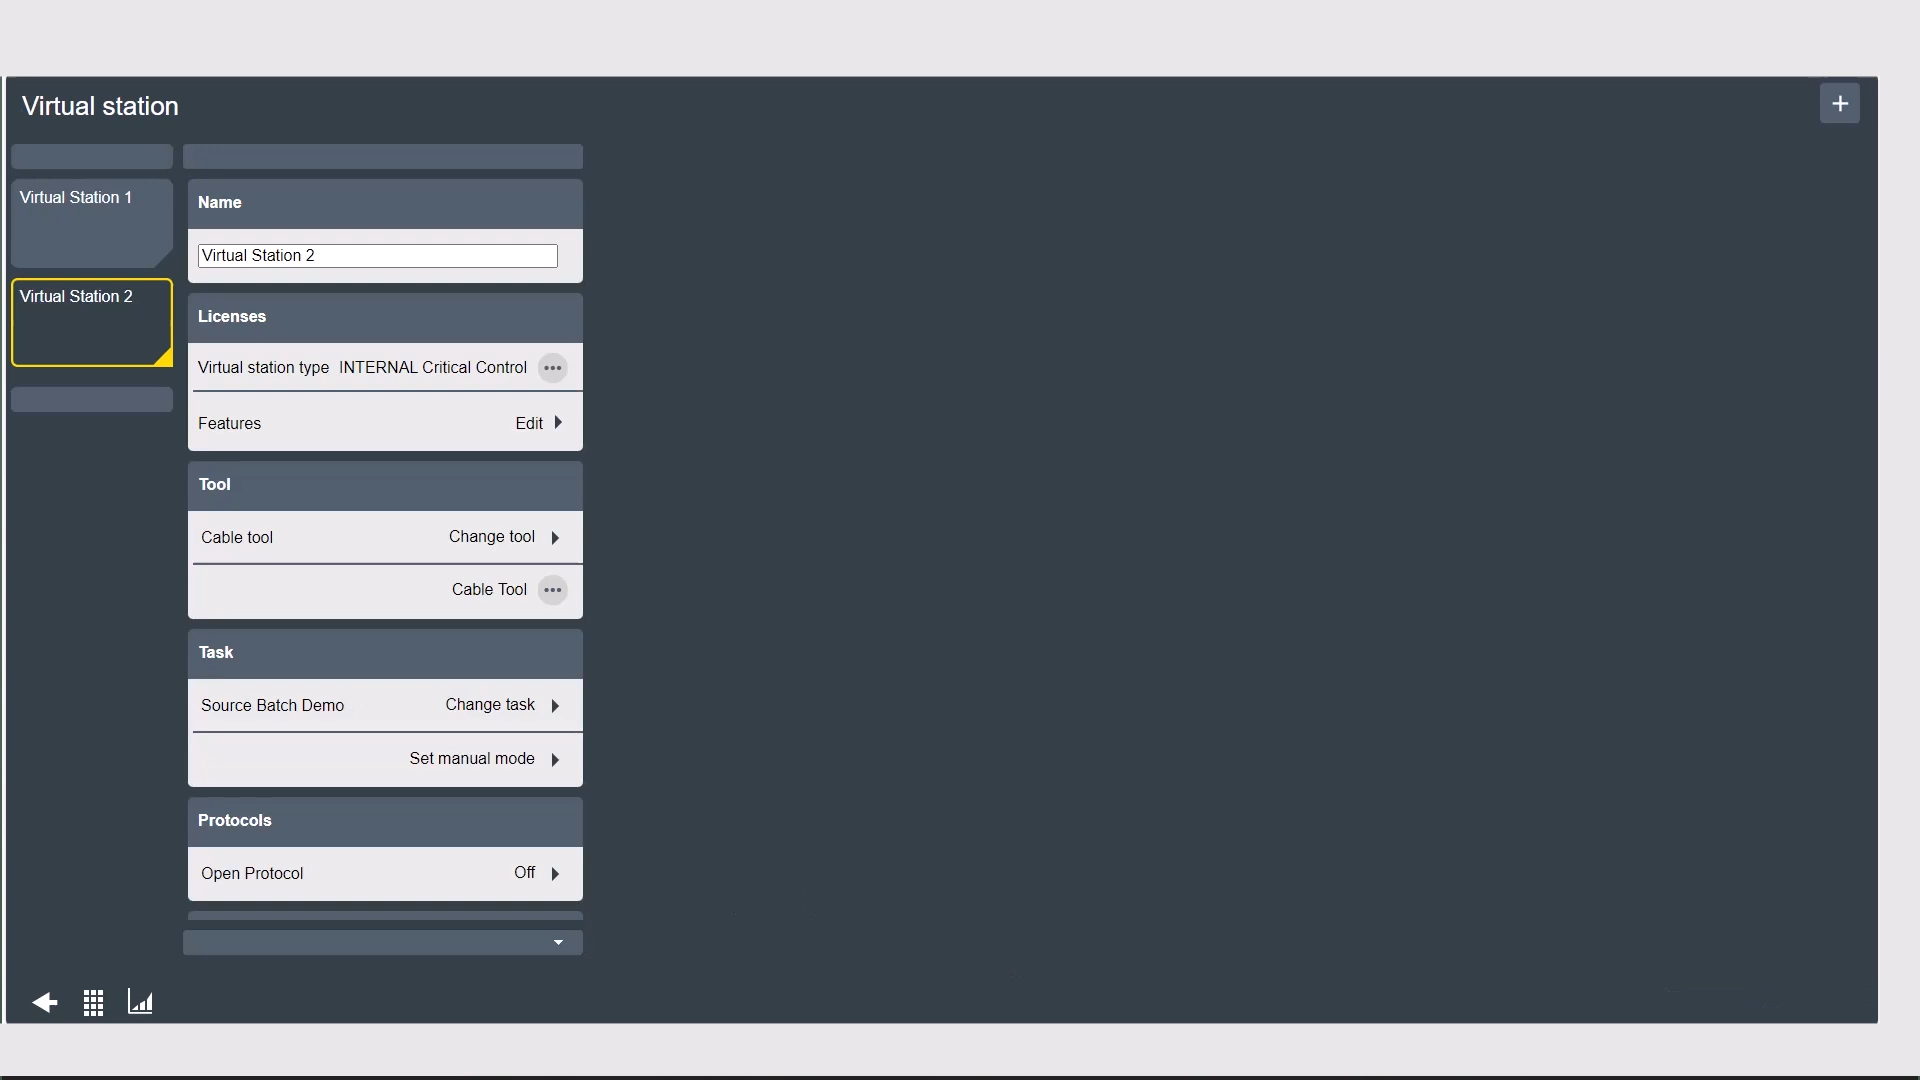 Virtual station
+
Virtual Station 1
Virtual Station 2
Name
Virtual Station 2
Licenses
Virtual station type INTERNAL Critical Control
Features Edit
Tool
Cable tool Change tool
Cable Tool
Task
Source Batch Demo Change task
Set manual mode
Protocols
Open Protocol Off